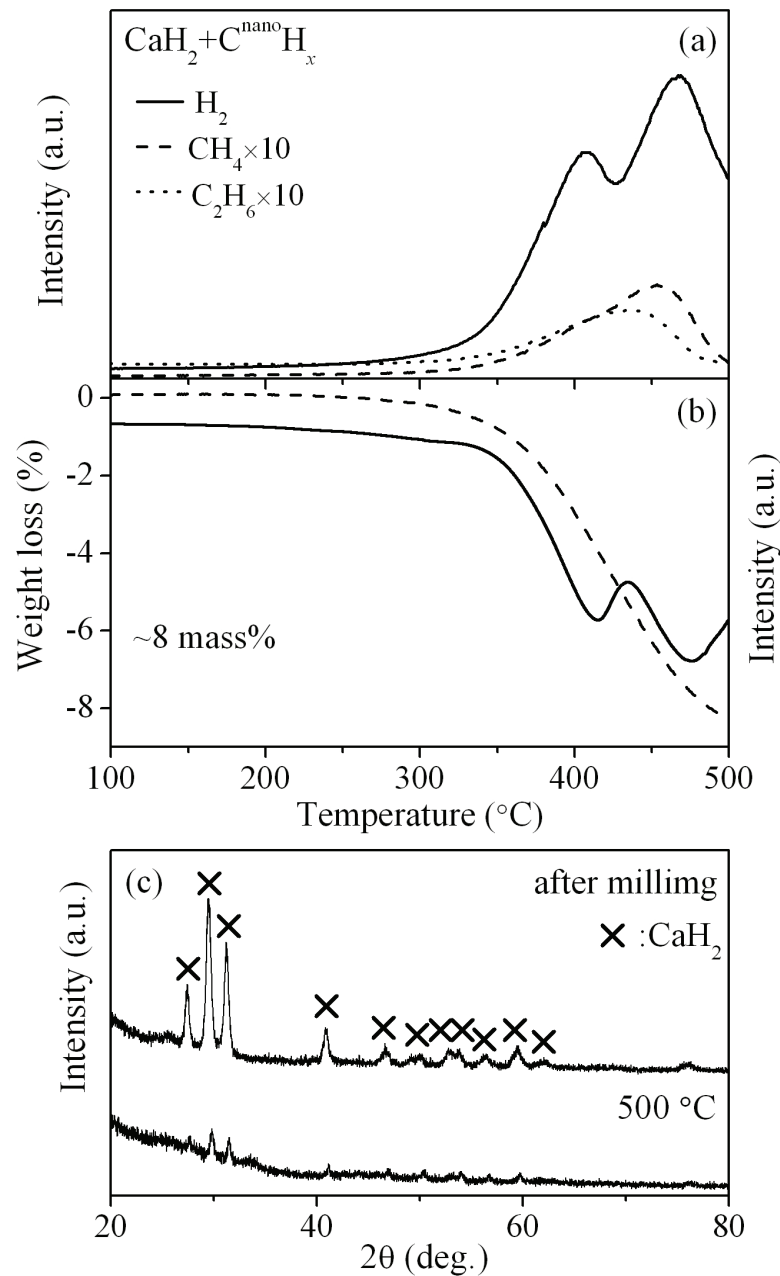 CaH₂+CⁿᵃⁿᵒHₓ
(a)
H₂
CH₄×10
C₂H₆×10
Intensity (a.u.)
(b)
0
-2
-4
-6
-8
Weight loss (%)
Intensity (a.u.)
~8 mass%
100 200 300 400 500
Temperature (°C)
(c)
after millimg
× :CaH₂
Intensity (a.u.)
500 °C
20 40 60 80
2θ (deg.)